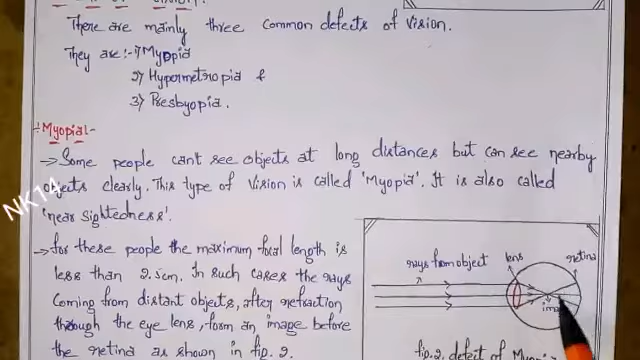 There are mainly three common defects of vision.
They are :- 1) Myopia
2) Hypermetropia &
3) Presbyopia.
Myopia:-
→ Some people can't see objects at long distances but can see nearby
objects clearly. This type of vision is called 'Myopia'. It is also called
'near sightedness'.
→ for these people the maximum focal length is
less than 2.5cm. In such cases the rays
coming from distant objects, after refraction
through the eye lens, form an image before
the retina as shown in fig. 2.
rays from object
lens
retina
fig. 2. defect of
NK14